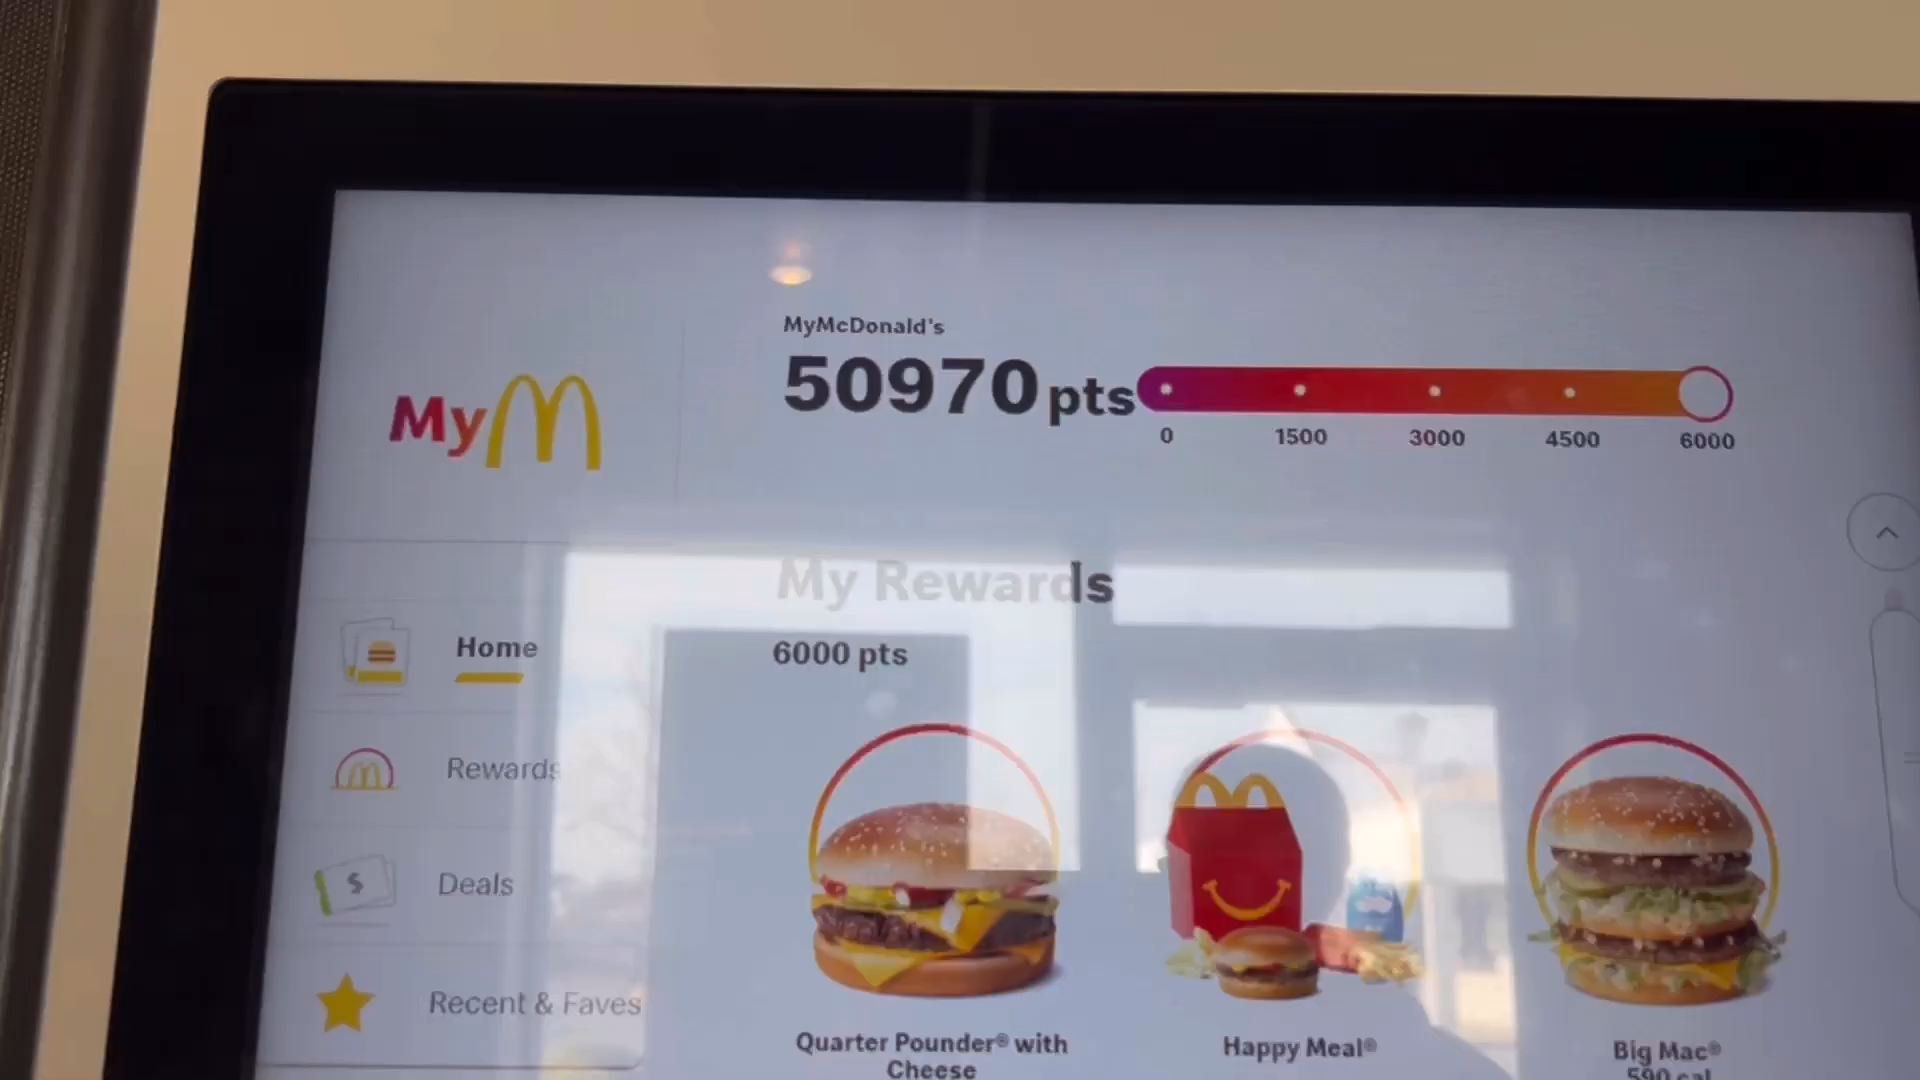 MyMcDonald's
50970 pts
0 1500 3000 4500 6000
My
My Rewards
6000 pts
Home
Rewards
Deals
Recent & Faves
Quarter Pounder® with
Cheese
Happy Meal®
Big Mac®
590 cal